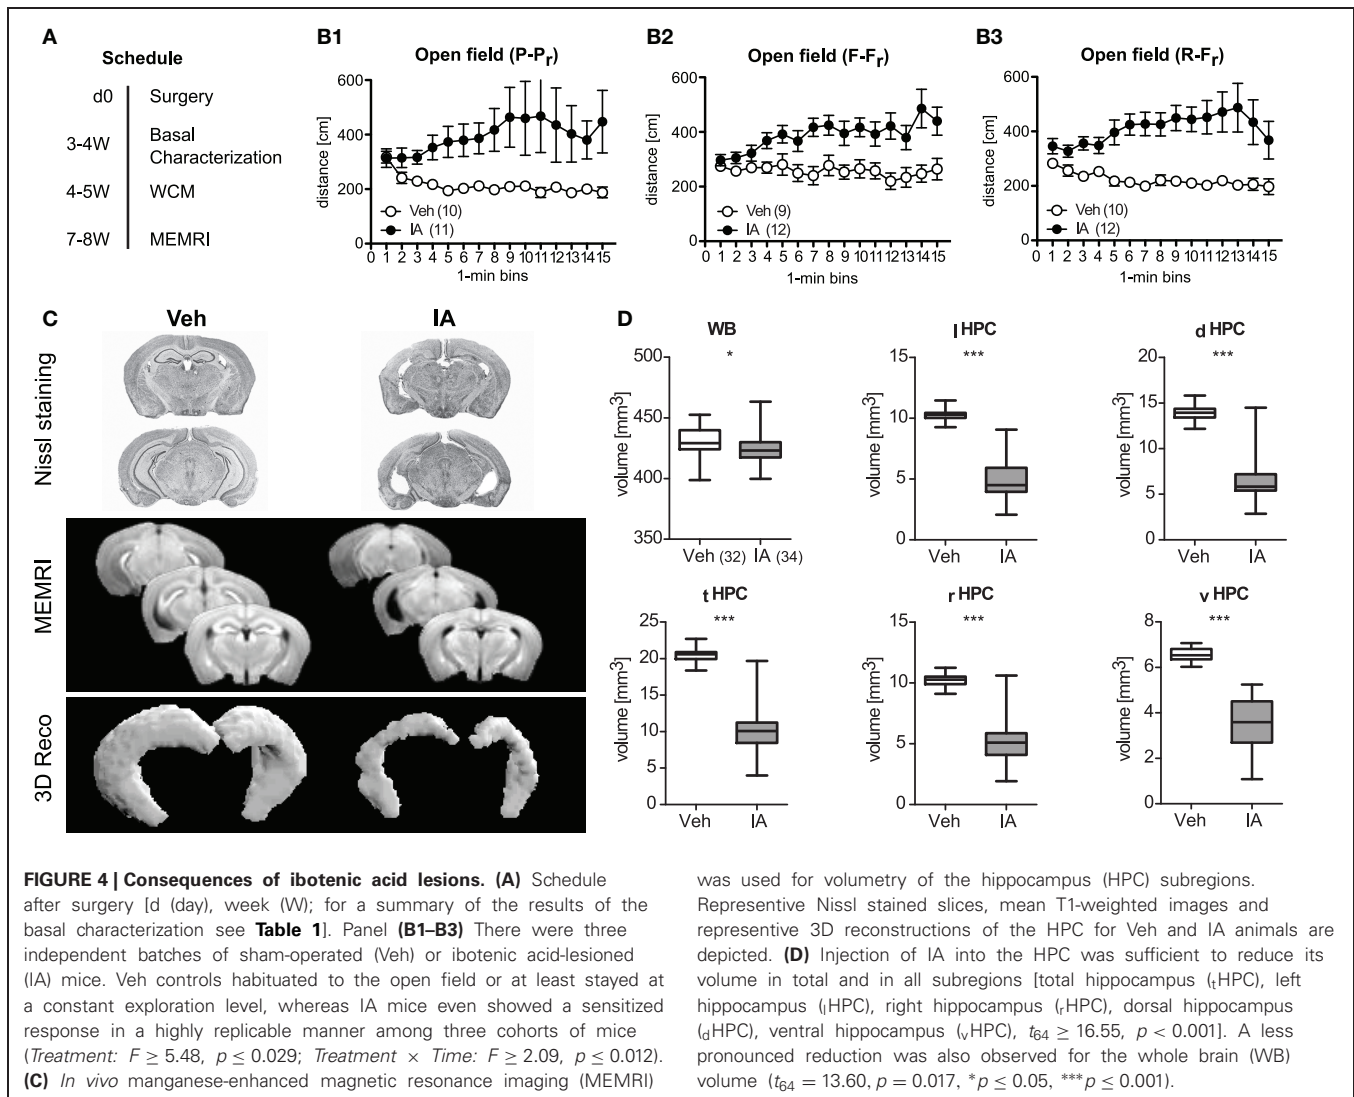 A
Schedule
d0 Surgery
3-4W Basal
Characterization
4-5W WCM
7-8W MEMRI
B1
Open field (P-Pr)
distance [cm]
600
400
200
0
Veh (10)
IA (11)
0 1 2 3 4 5 6 7 8 9 10 11 12 13 14 15
1-min bins
B2
Open field (F-Fr)
distance [cm]
600
400
200
0
Veh (9)
IA (12)
0 1 2 3 4 5 6 7 8 9 10 11 12 13 14 15
1-min bins
B3
Open field (R-Fr)
distance [cm]
600
400
200
0
Veh (10)
IA (12)
0 1 2 3 4 5 6 7 8 9 10 11 12 13 14 15
1-min bins
C
Veh IA
Nissl staining
MEMRI
3D Reco
D
WB
*
volume [mm3]
500
450
400
350
Veh (32) IA (34)
l HPC
***
volume [mm3]
15
10
5
0
Veh IA
d HPC
***
volume [mm3]
20
15
10
5
0
Veh IA
t HPC
***
volume [mm3]
25
20
15
10
5
0
Veh IA
r HPC
***
volume [mm3]
15
10
5
0
Veh IA
v HPC
***
volume [mm3]
8
6
4
2
0
Veh IA
FIGURE 4 | Consequences of ibotenic acid lesions. (A) Schedule
after surgery [d (day), week (W); for a summary of the results of the
basal characterization see Table 1]. Panel (B1–B3) There were three
independent batches of sham-operated (Veh) or ibotenic acid-lesioned
(IA) mice. Veh controls habituated to the open field or at least stayed at
a constant exploration level, whereas IA mice even showed a sensitized
response in a highly replicable manner among three cohorts of mice
(Treatment: F ≥ 5.48, p ≤ 0.029; Treatment × Time: F ≥ 2.09, p ≤ 0.012).
(C) In vivo manganese-enhanced magnetic resonance imaging (MEMRI)
was used for volumetry of the hippocampus (HPC) subregions.
Representive Nissl stained slices, mean T1-weighted images and
representive 3D reconstructions of the HPC for Veh and IA animals are
depicted. (D) Injection of IA into the HPC was sufficient to reduce its
volume in total and in all subregions [total hippocampus (tHPC), left
hippocampus (lHPC), right hippocampus (rHPC), dorsal hippocampus
(dHPC), ventral hippocampus (vHPC), t64 ≥ 16.55, p < 0.001]. A less
pronounced reduction was also observed for the whole brain (WB)
volume (t64 = 13.60, p = 0.017, *p ≤ 0.05, ***p ≤ 0.001).